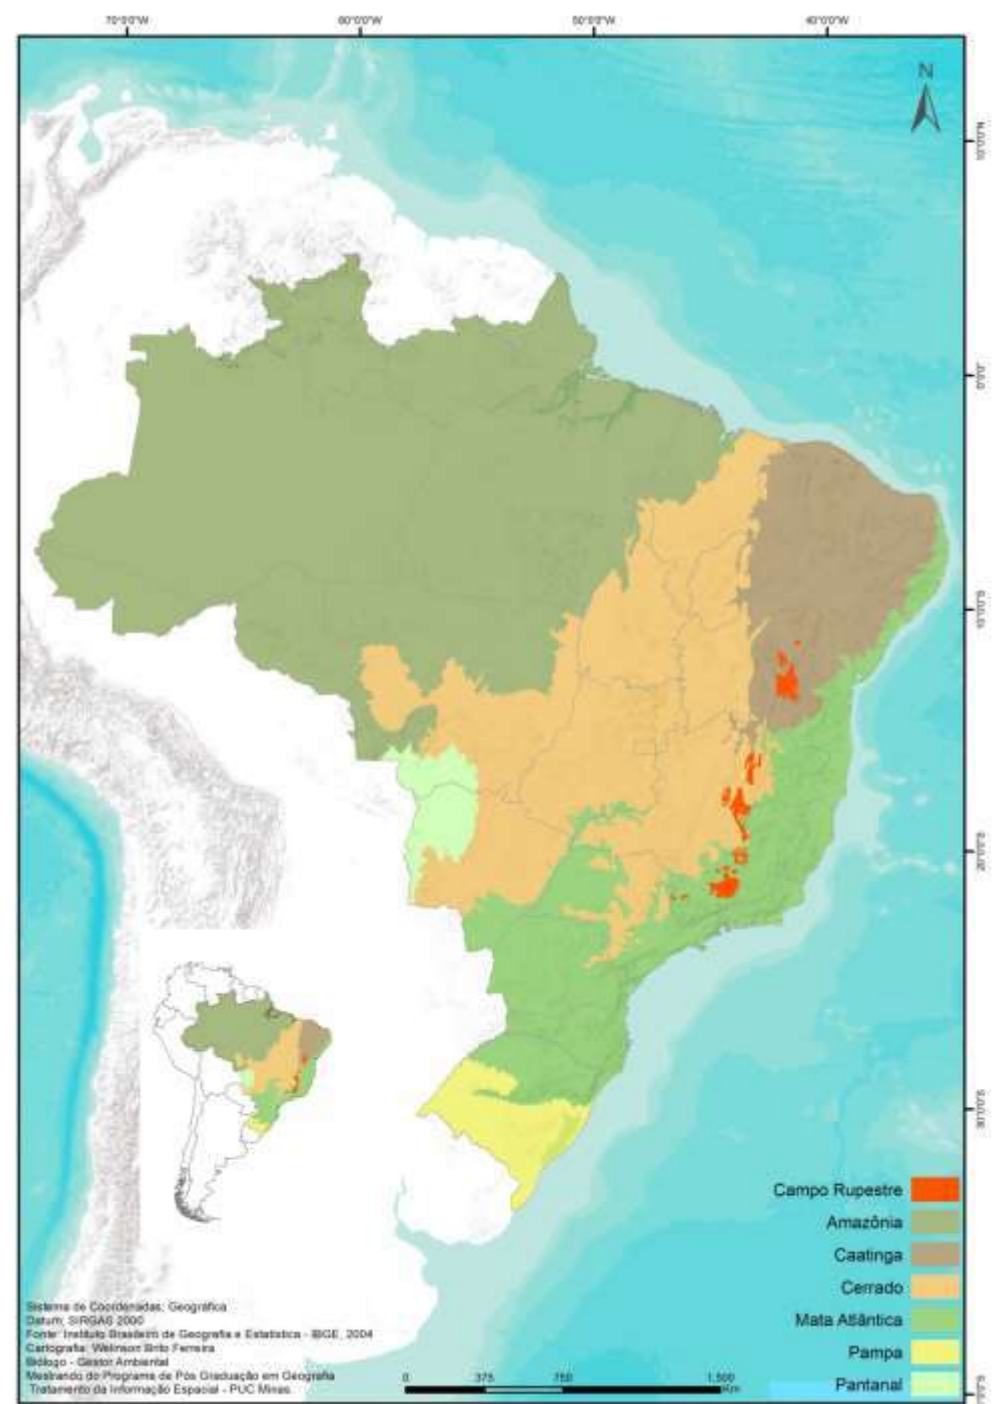 70°0'0"W 60°0'0"W 50°0'0"W 40°0'0"W
N
10°0'0"N
0°0'0"
10°0'0"S
20°0'0"S
30°0'0"S
Campo Rupestre
Amazônia
Caatinga
Cerrado
Mata Atlântica
Pampa
Pantanal
Sistema de Coordenadas: Geográfica
Datum: SIRGAS 2000
Fonte: Instituto Brasileiro de Geografia e Estatística - IBGE, 2004
Cartografia: Welinson Brito Ferreira
Biólogo - Gestor Ambiental
Mestrando do Programa de Pós Graduação em Geografia
Tratamento da Informação Espacial - PUC Minas.
0 375 750 1,500
Km